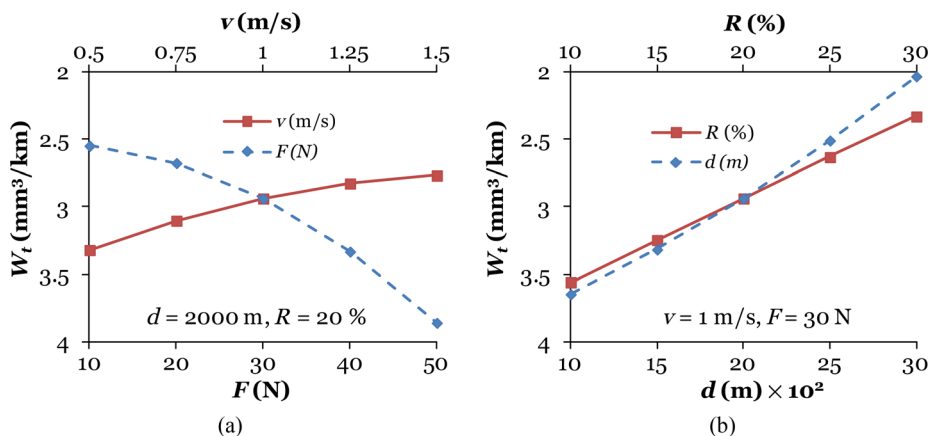 v (m/s)
0.5 0.75 1 1.25 1.5
2
2.5
3
3.5
4
W_t (mm³/km)
v (m/s)
F(N)
d = 2000 m, R = 20 %
10 20 30 40 50
F (N)
(a)
R (%)
10 15 20 25 30
2
2.5
3
3.5
4
W_t (mm³/km)
R (%)
d (m)
v = 1 m/s, F = 30 N
10 15 20 25 30
d (m) × 10²
(b)